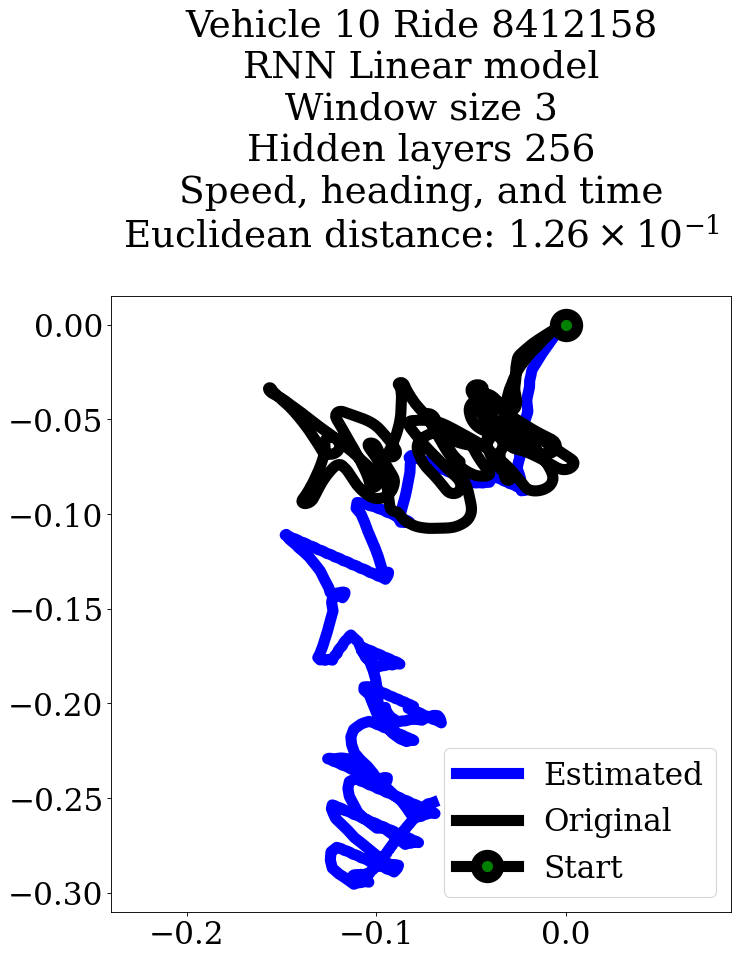 Vehicle 10 Ride 8412158
RNN Linear model
Window size 3
Hidden layers 256
Speed, heading, and time
Euclidean distance: 1.26 × 10⁻¹
0.00
−0.05
−0.10
−0.15
−0.20
−0.25
−0.30
Estimated
Original
Start
−0.2
−0.1
0.0